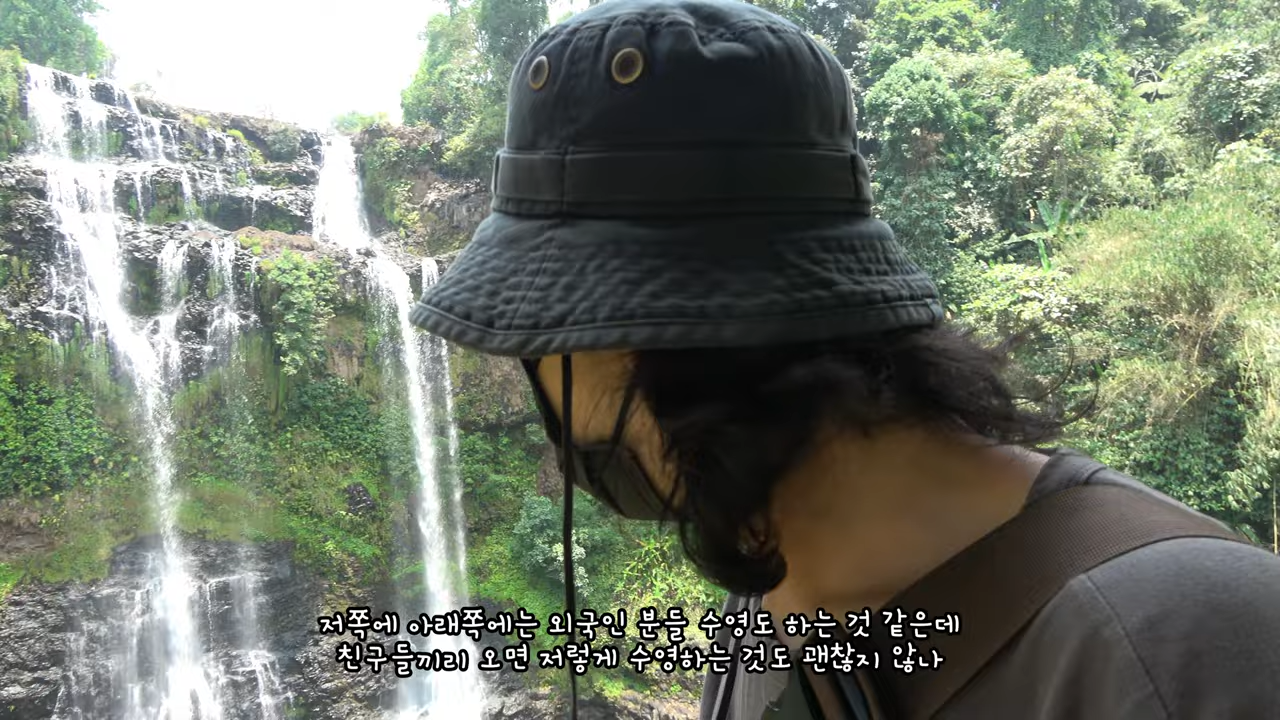 저쪽에 아래쪽에는 외국인 분들 수영도 하는 것 같은데
친구들끼리 오면 저렇게 수영하는 것도 괜찮지 않나